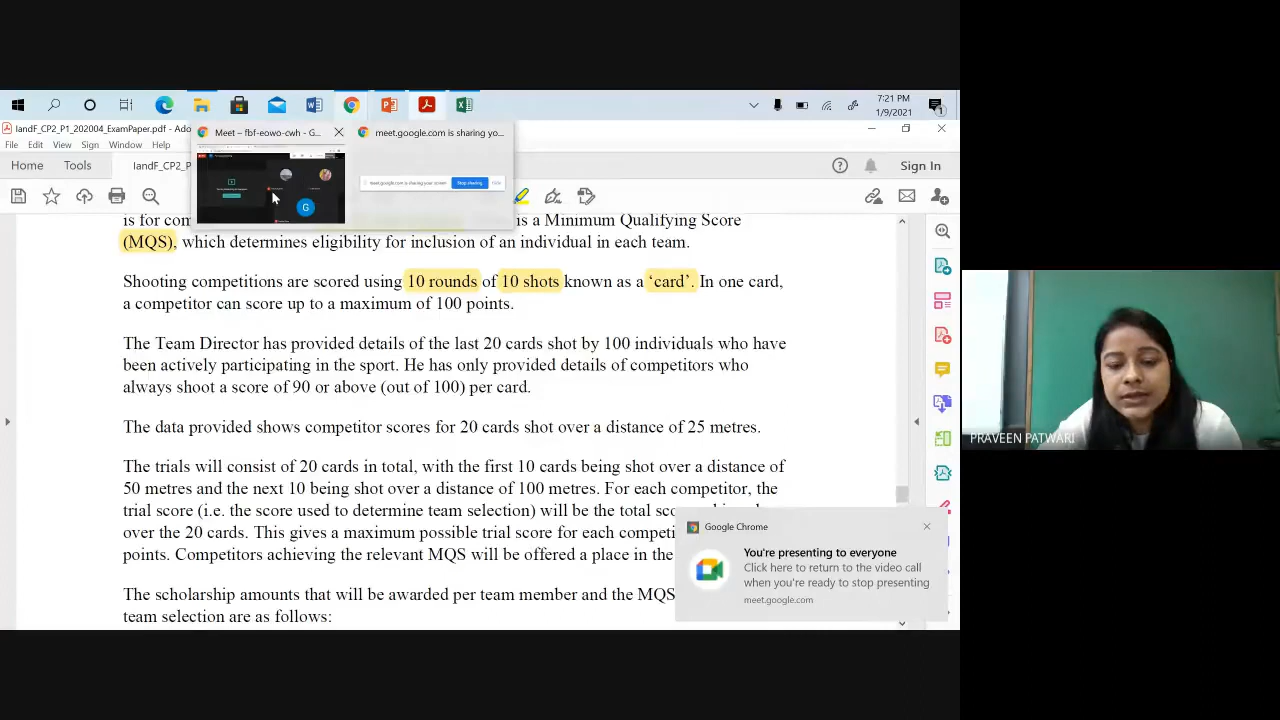 7:21 PM
1/9/2021
IandF_CP2_P1_202004_ExamPaper.pdf - Ado
Meet – fbf-eowo-cwh - G...
meet.google.com is sharing yo...
File Edit View Sign Window Help
Home Tools IandF_CP2_P
Sign In
meet.google.com is sharing your screen Stop sharing Hide
G
is for com
is a Minimum Qualifying Score
(MQS), which determines eligibility for inclusion of an individual in each team.
Shooting competitions are scored using 10 rounds of 10 shots known as a ‘card’. In one card,
a competitor can score up to a maximum of 100 points.
The Team Director has provided details of the last 20 cards shot by 100 individuals who have
been actively participating in the sport. He has only provided details of competitors who
always shoot a score of 90 or above (out of 100) per card.
The data provided shows competitor scores for 20 cards shot over a distance of 25 metres.
The trials will consist of 20 cards in total, with the first 10 cards being shot over a distance of
50 metres and the next 10 being shot over a distance of 100 metres. For each competitor, the
trial score (i.e. the score used to determine team selection) will be the total sco
over the 20 cards. This gives a maximum possible trial score for each competi
points. Competitors achieving the relevant MQS will be offered a place in the
The scholarship amounts that will be awarded per team member and the MQS
team selection are as follows:
Google Chrome
You're presenting to everyone
Click here to return to the video call
when you're ready to stop presenting
meet.google.com
PRAVEEN PATWARI